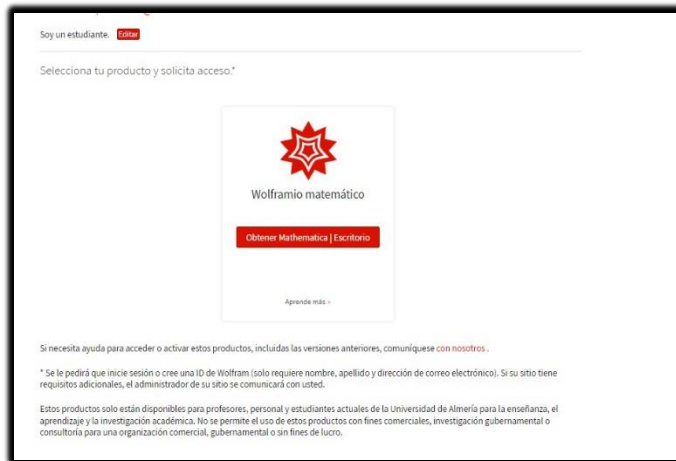 Soy un estudiante. Editar
Selecciona tu producto y solicita acceso.*
Wolframio matemático
Obtener Mathematica | Escritorio
Aprende más ›
Si necesita ayuda para acceder o activar estos productos, incluidas las versiones anteriores, comuníquese con nosotros .
* Se le pedirá que inicie sesión o cree una ID de Wolfram (solo requiere nombre, apellido y dirección de correo electrónico). Si su sitio tiene
requisitos adicionales, el administrador de su sitio se comunicará con usted.
Estos productos solo están disponibles para profesores, personal y estudiantes actuales de la Universidad de Almería para la enseñanza, el
aprendizaje y la investigación académica. No se permite el uso de estos productos con fines comerciales, investigación gubernamental o
consultoría para una organización comercial, gubernamental o sin fines de lucro.